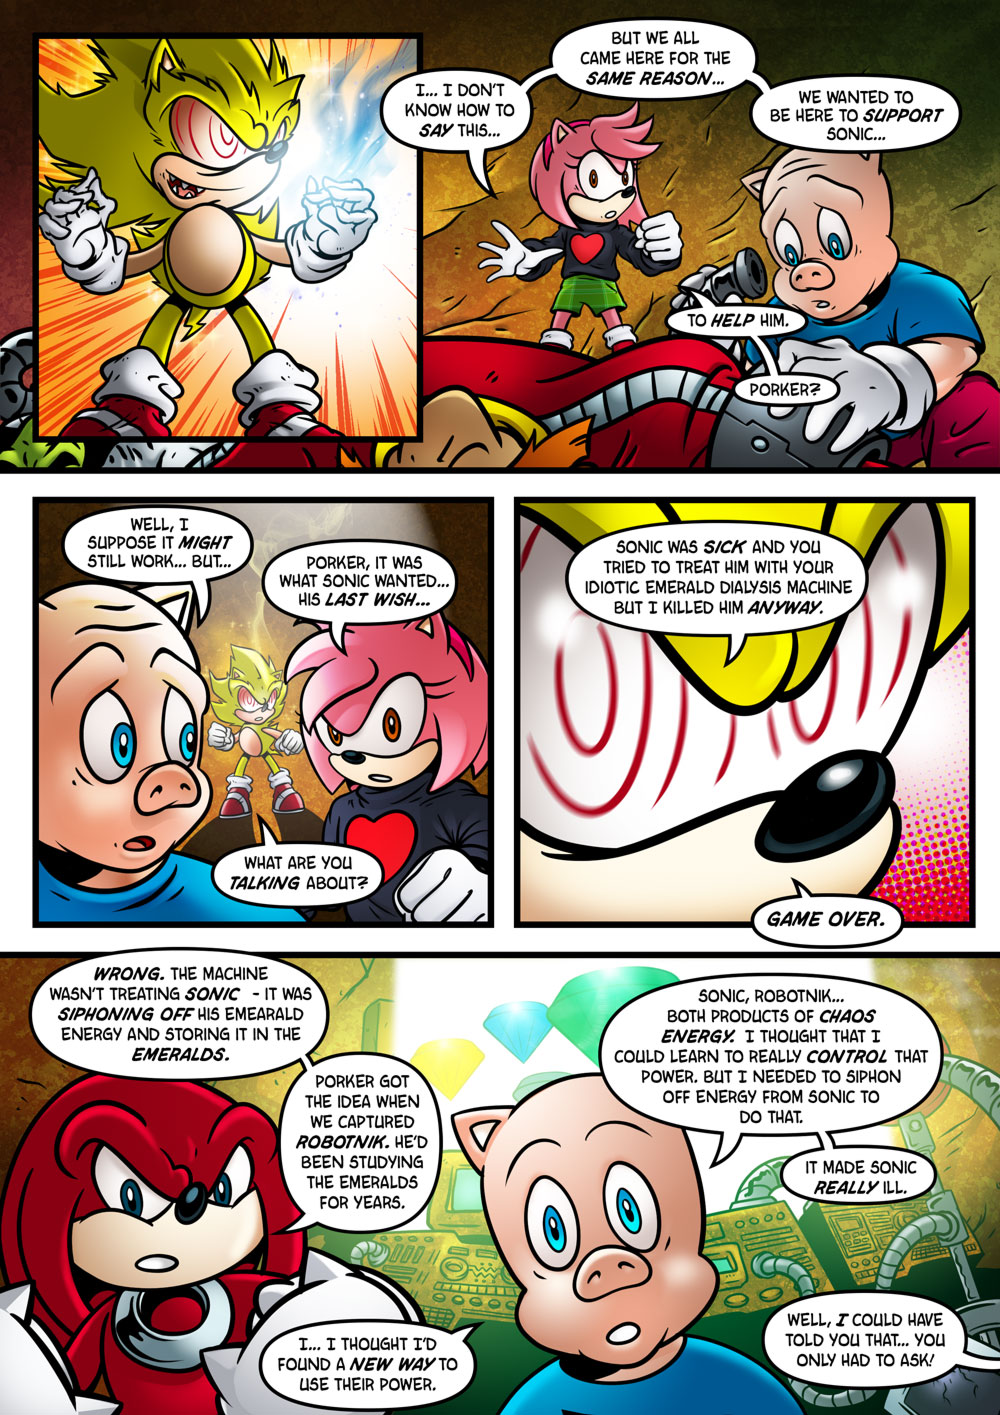 I... I DON'T
KNOW HOW TO
SAY THIS...
BUT WE ALL
CAME HERE FOR THE
SAME REASON...
WE WANTED TO
BE HERE TO SUPPORT
SONIC...
TO HELP HIM.
PORKER?
WELL, I
SUPPOSE IT MIGHT
STILL WORK... BUT...
PORKER, IT WAS
WHAT SONIC WANTED...
HIS LAST WISH...
WHAT ARE YOU
TALKING ABOUT?
SONIC WAS SICK AND YOU
TRIED TO TREAT HIM WITH YOUR
IDIOTIC EMERALD DIALYSIS MACHINE
BUT I KILLED HIM ANYWAY.
GAME OVER.
WRONG. THE MACHINE
WASN'T TREATING SONIC - IT WAS
SIPHONING OFF HIS EMEARALD
ENERGY AND STORING IT IN THE
EMERALDS.
PORKER GOT
THE IDEA WHEN
WE CAPTURED
ROBOTNIK. HE'D
BEEN STUDYING
THE EMERALDS
FOR YEARS.
I... I THOUGHT I'D
FOUND A NEW WAY TO
USE THEIR POWER.
SONIC, ROBOTNIK...
BOTH PRODUCTS OF CHAOS
ENERGY. I THOUGHT THAT I
COULD LEARN TO REALLY CONTROL THAT
POWER. BUT I NEEDED TO SIPHON
OFF ENERGY FROM SONIC TO
DO THAT.
IT MADE SONIC
REALLY ILL.
WELL, I COULD HAVE
TOLD YOU THAT... YOU
ONLY HAD TO ASK!